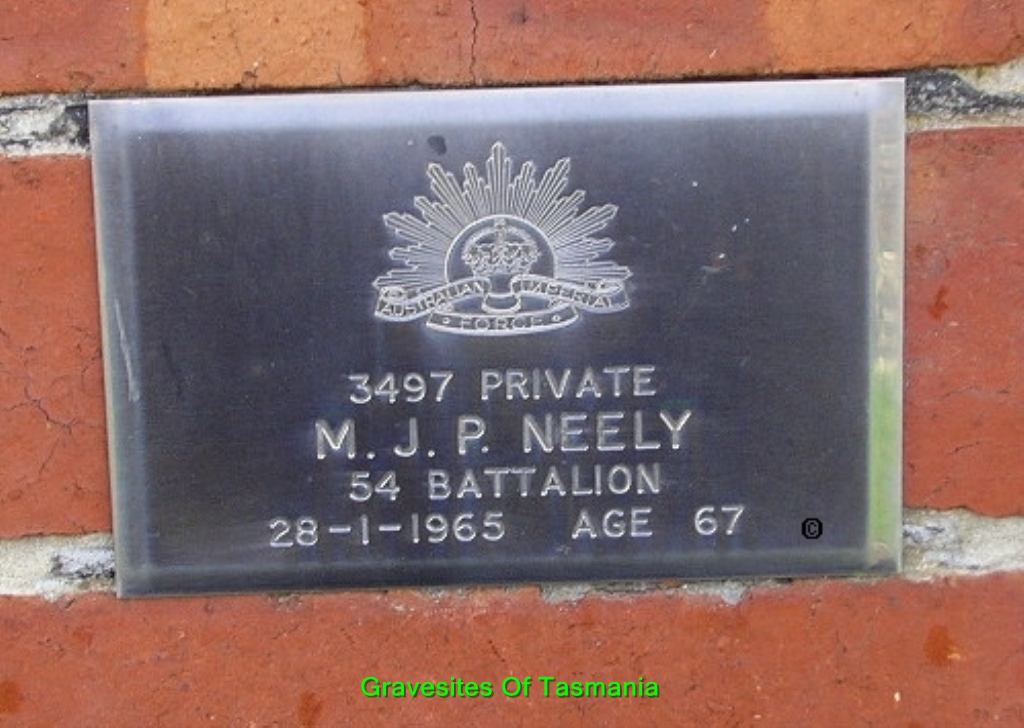 AUSTRALIAN IMPERIAL
FORCE
3497 PRIVATE
M. J. P. NEELY
54 BATTALION
28-1-1965 AGE 67
©
Gravesites Of Tasmania